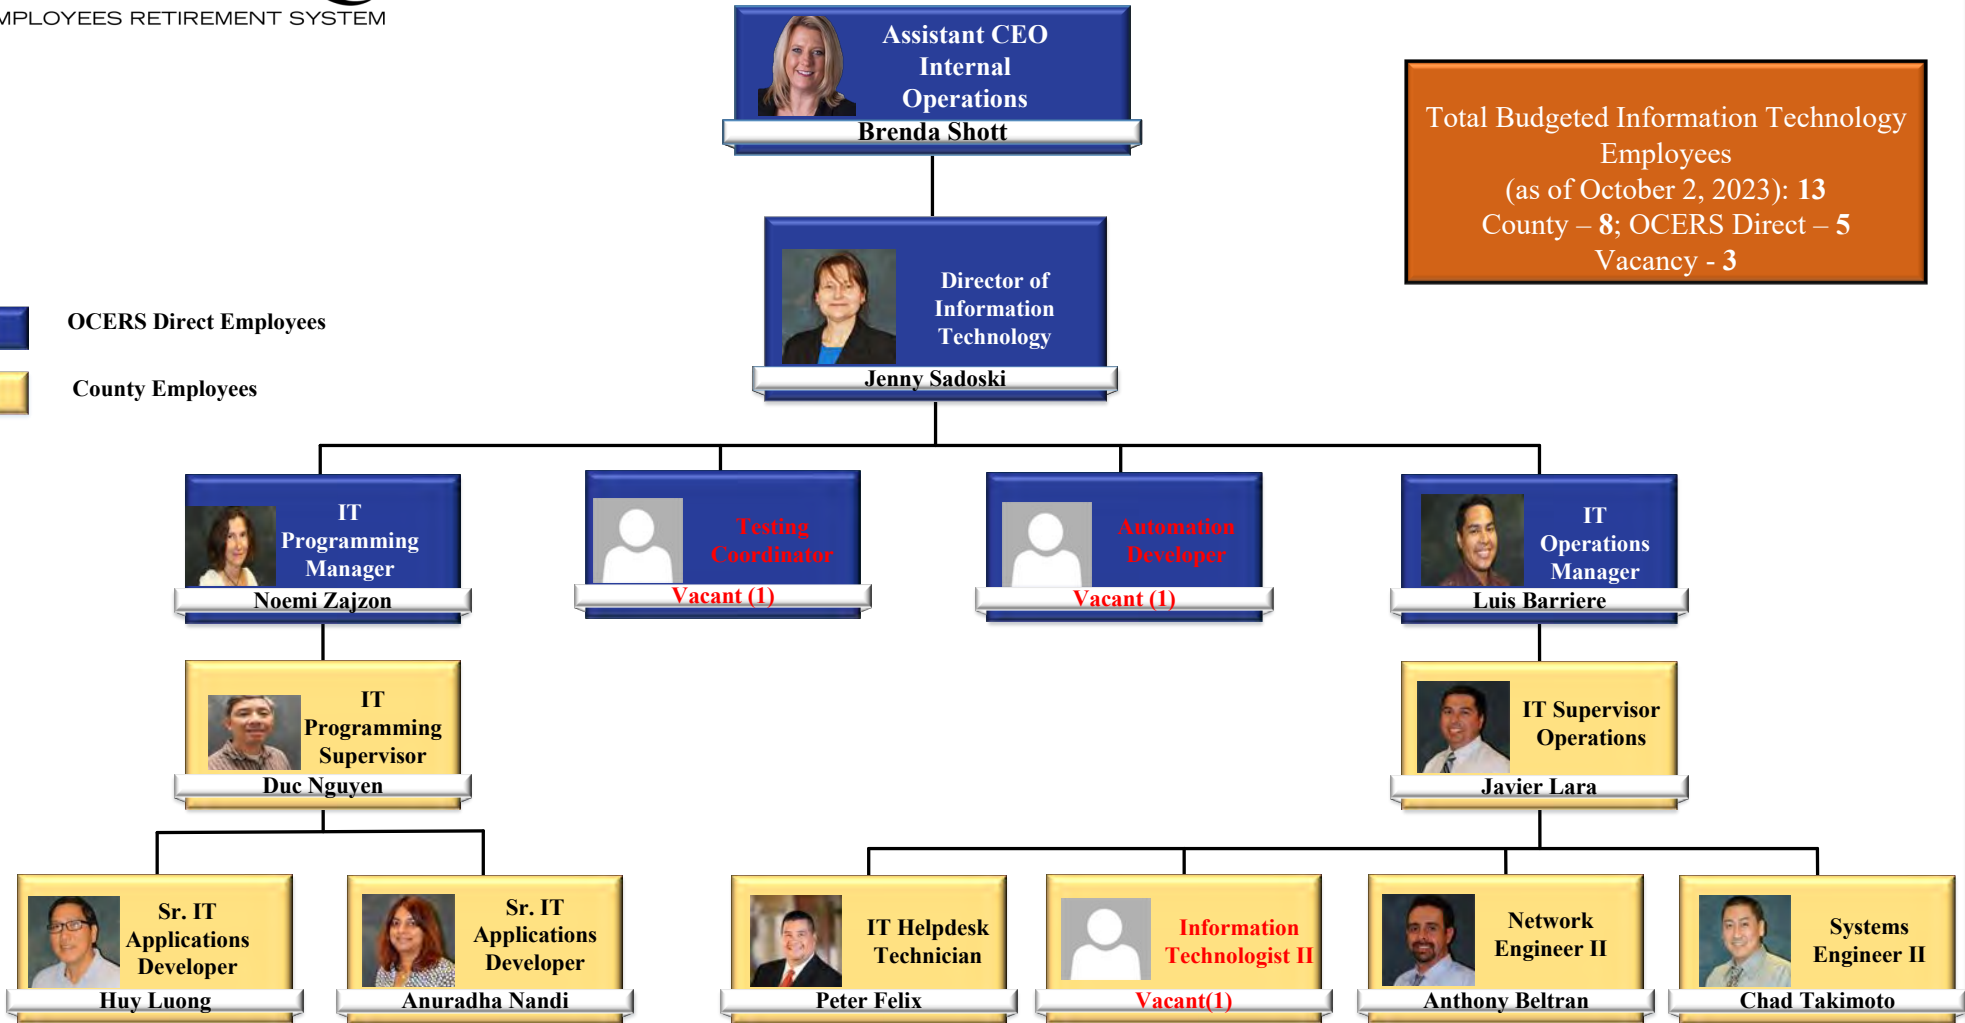 EMPLOYEES RETIREMENT SYSTEM
Assistant CEO
Internal
Operations
Brenda Shott
Total Budgeted Information Technology
Employees
(as of October 2, 2023): 13
County – 8; OCERS Direct – 5
Vacancy - 3
Director of
Information
Technology
Jenny Sadoski
OCERS Direct Employees
County Employees
IT
Programming
Manager
Noemi Zajzon
Testing
Coordinator
Vacant (1)
Automation
Developer
Vacant (1)
IT
Operations
Manager
Luis Barriere
IT
Programming
Supervisor
Duc Nguyen
IT Supervisor
Operations
Javier Lara
Sr. IT
Applications
Developer
Huy Luong
Sr. IT
Applications
Developer
Anuradha Nandi
IT Helpdesk
Technician
Peter Felix
Information
Technologist II
Vacant(1)
Network
Engineer II
Anthony Beltran
Systems
Engineer II
Chad Takimoto